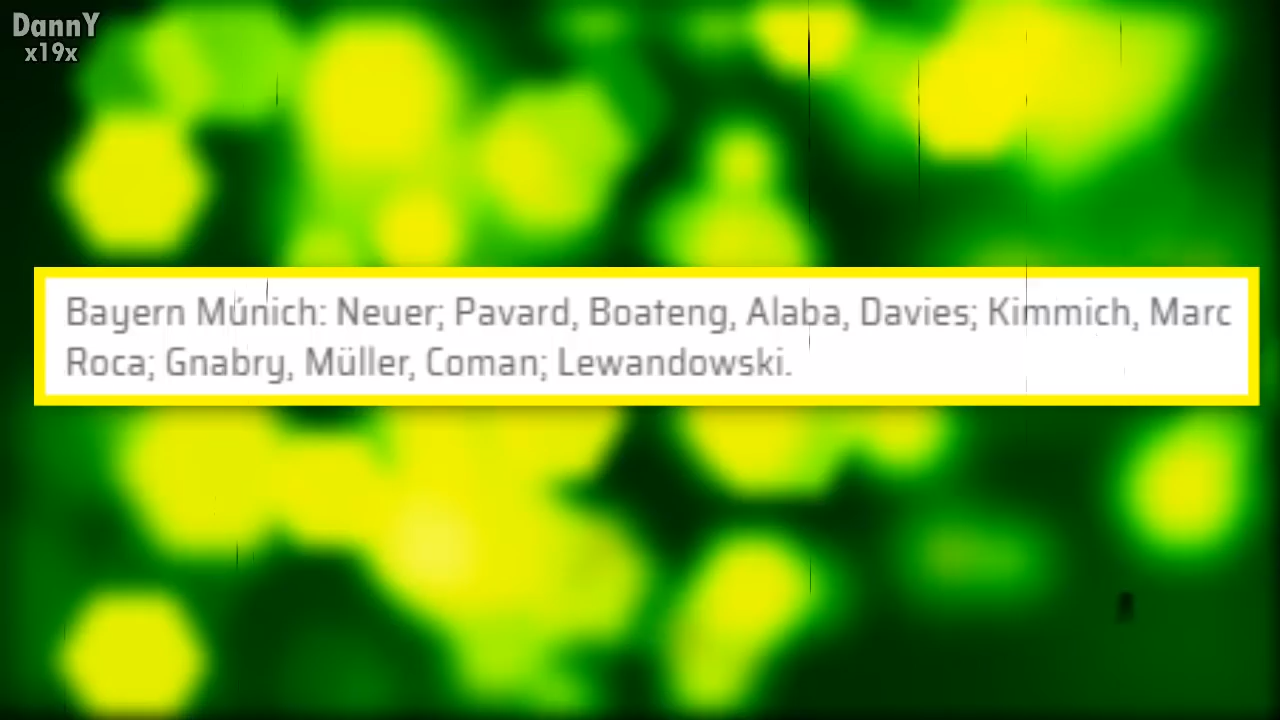 DannY
x19x
Bayern Múnich: Neuer; Pavard, Boateng, Alaba, Davies; Kimmich, Marc
Roca; Gnabry, Müller, Coman; Lewandowski.